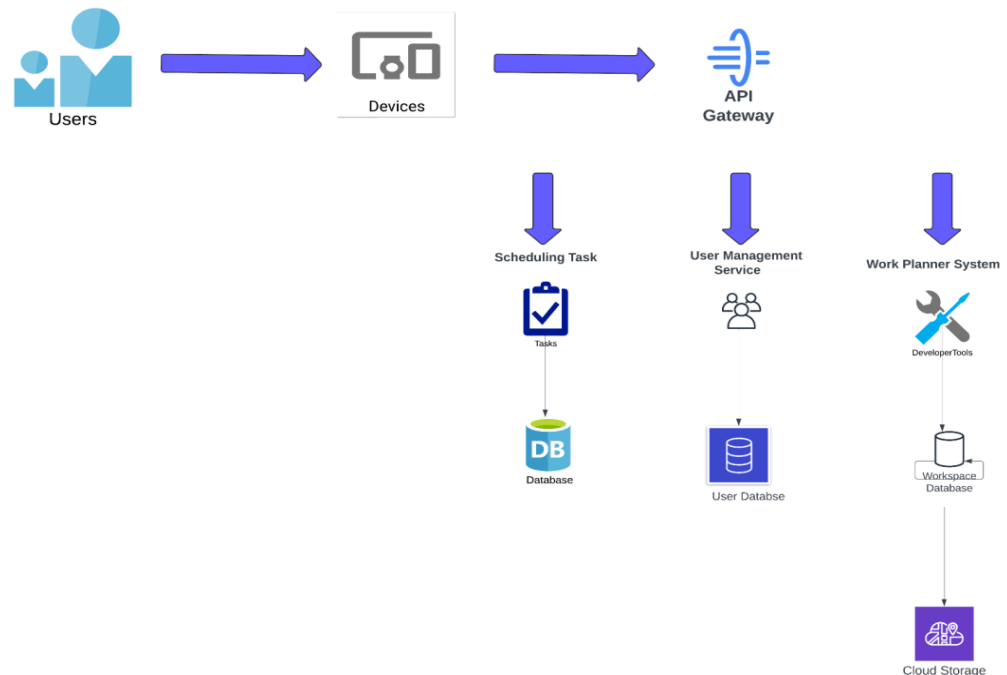 Users
Devices
API
Gateway
Scheduling Task
User Management
Service
Work Planner System
Tasks
DeveloperTools
DB
Database
User Databse
Workspace
Database
Cloud Storage